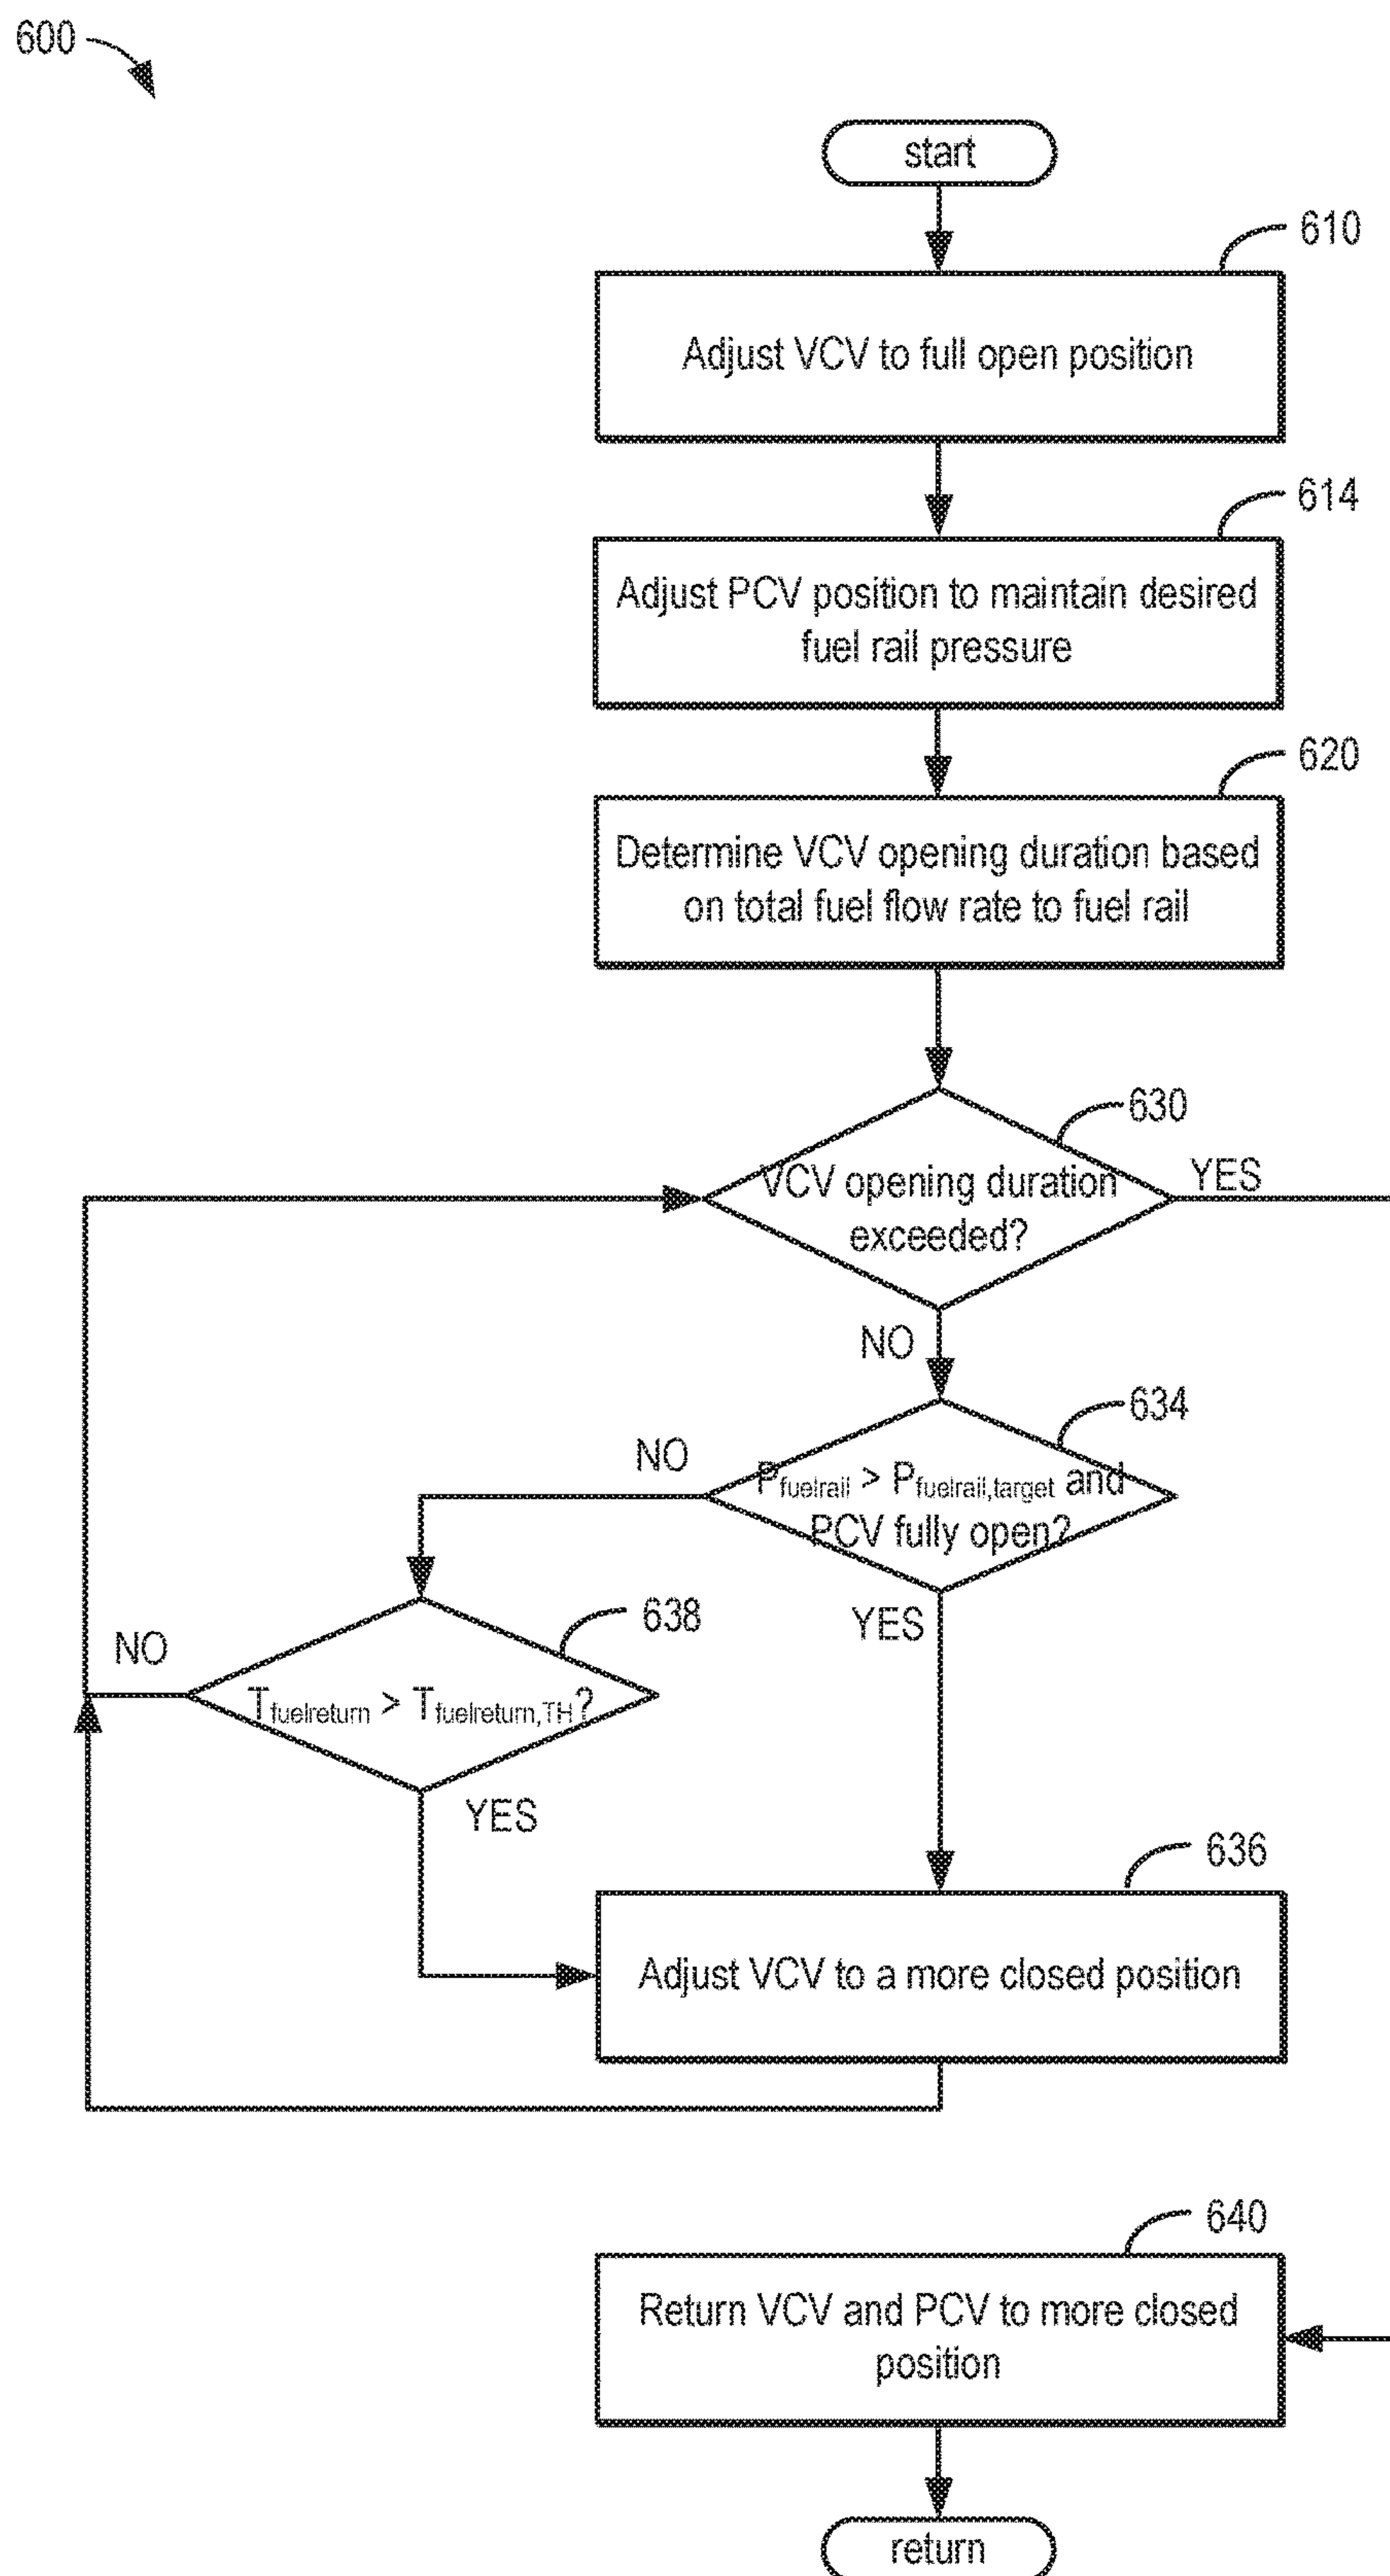 600
start
610
Adjust VCV to full open position
614
Adjust PCV position to maintain desired
fuel rail pressure
620
Determine VCV opening duration based
on total fuel flow rate to fuel rail
630
VCV opening duration
exceeded?
YES
NO
634
NO
Pfuelrail > Pfuelrail,target and
PCV fully open?
YES
638
NO
Tfuelreturn > Tfuelreturn,TH?
YES
636
Adjust VCV to a more closed position
640
Return VCV and PCV to more closed
position
return